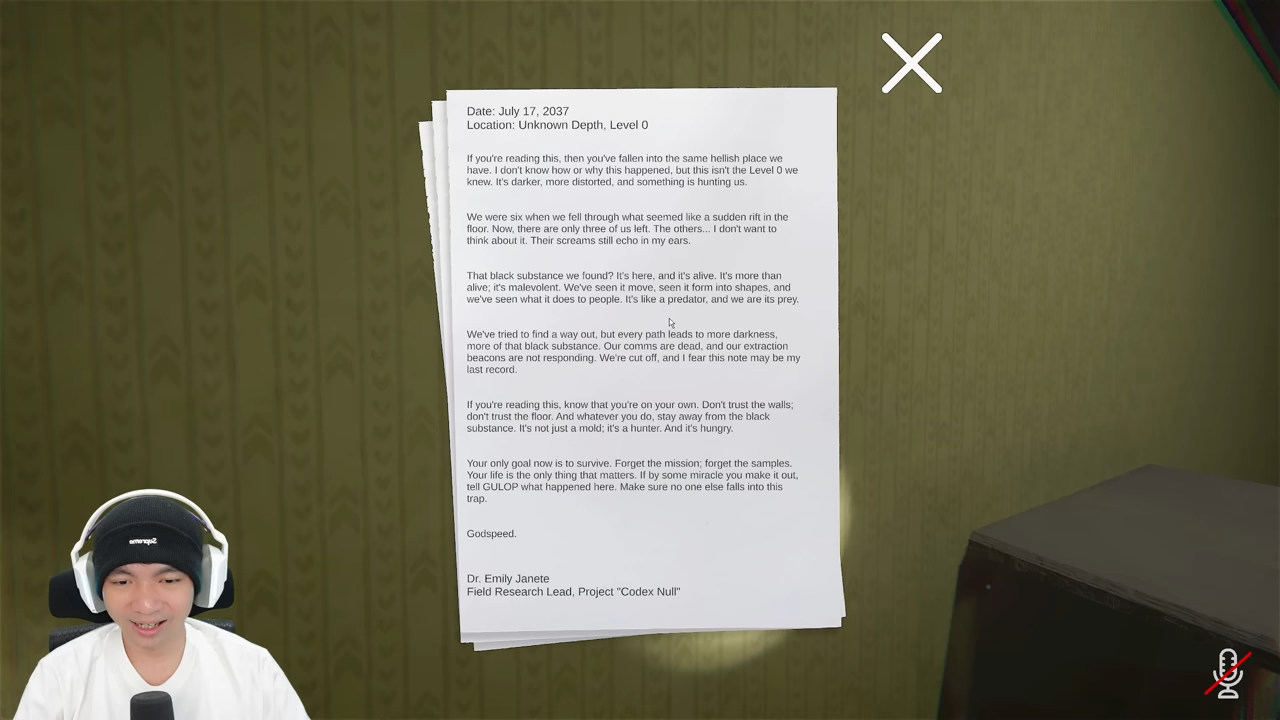 Date: July 17, 2037
Location: Unknown Depth, Level 0
If you're reading this, then you've fallen into the same hellish place we
have. I don't know how or why this happened, but this isn't the Level 0 we
knew. It's darker, more distorted, and something is hunting us.
We were six when we fell through what seemed like a sudden rift in the
floor. Now, there are only three of us left. The others... I don't want to
think about it. Their screams still echo in my ears.
That black substance we found? It's here, and it's alive. It's more than
alive; it's malevolent. We've seen it move, seen it form into shapes, and
we've seen what it does to people. It's like a predator, and we are its prey.
We've tried to find a way out, but every path leads to more darkness,
more of that black substance. Our comms are dead, and our extraction
beacons are not responding. We're cut off, and I fear this note may be my
last record.
If you're reading this, know that you're on your own. Don't trust the walls;
don't trust the floor. And whatever you do, stay away from the black
substance. It's not just a mold; it's a hunter. And it's hungry.
Your only goal now is to survive. Forget the mission; forget the samples.
Your life is the only thing that matters. If by some miracle you make it out,
tell GULOP what happened here. Make sure no one else falls into this
trap.
Godspeed.
Dr. Emily Janete
Field Research Lead, Project "Codex Null"
Supreme